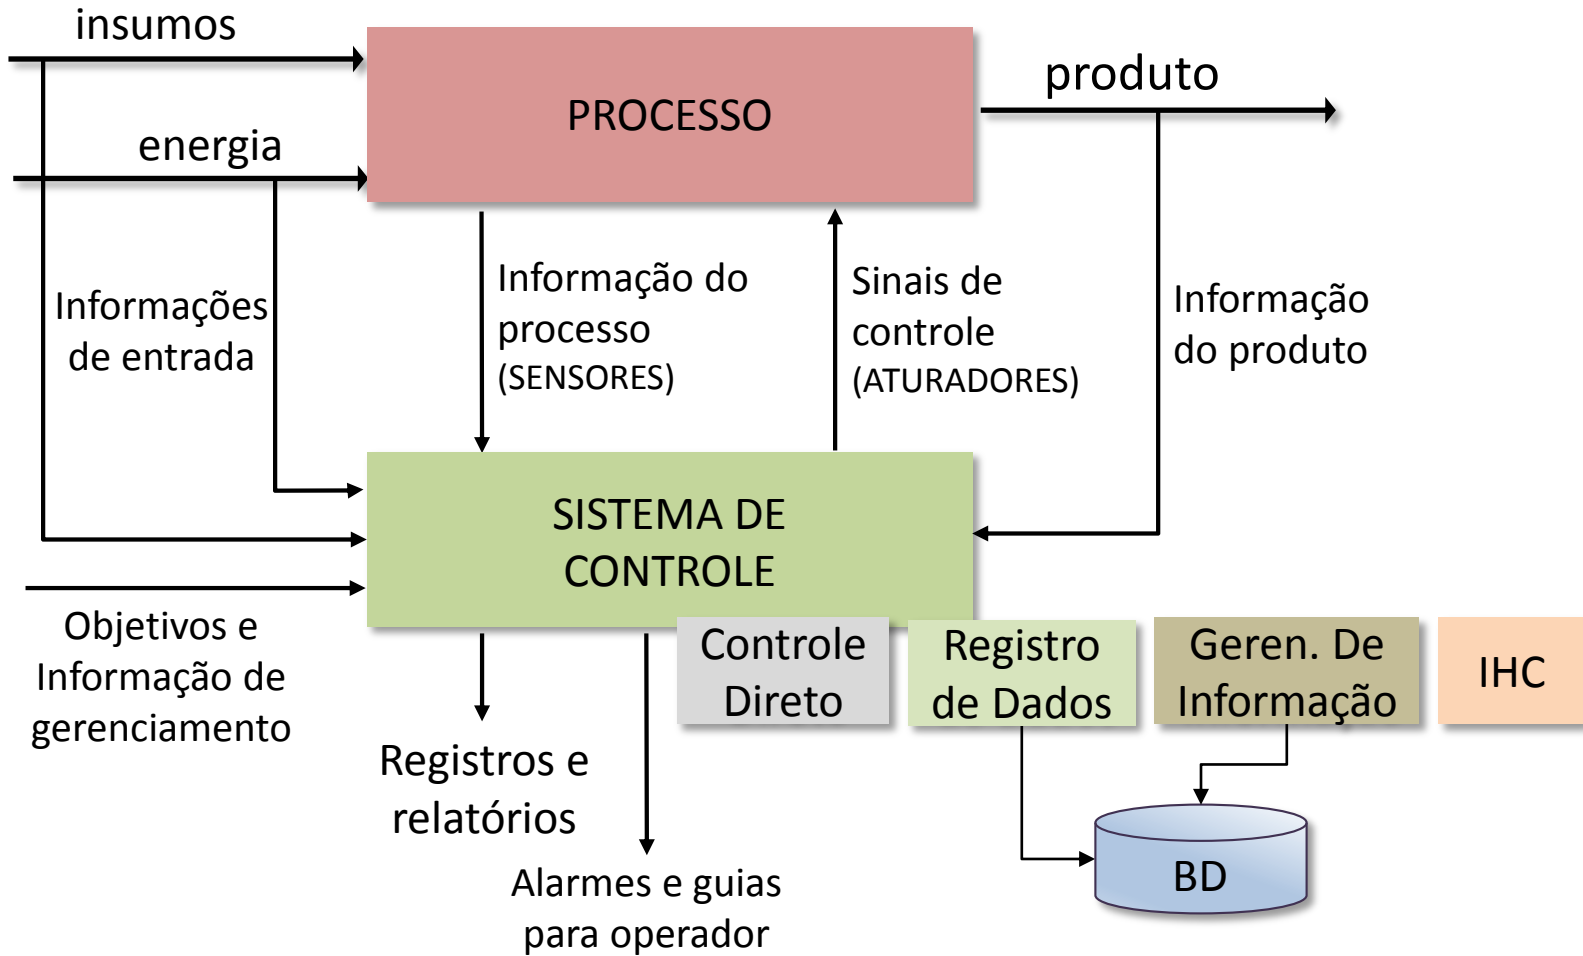 insumos
PROCESSO
produto
energia
Informações
de entrada
Informação do
processo
(SENSORES)
Sinais de
controle
(ATURADORES)
Informação
do produto
SISTEMA DE
CONTROLE
Objetivos e
Informação de
gerenciamento
Controle
Direto
Registro
de Dados
Geren. De
Informação
IHC
Registros e
relatórios
Alarmes e guias
para operador
BD